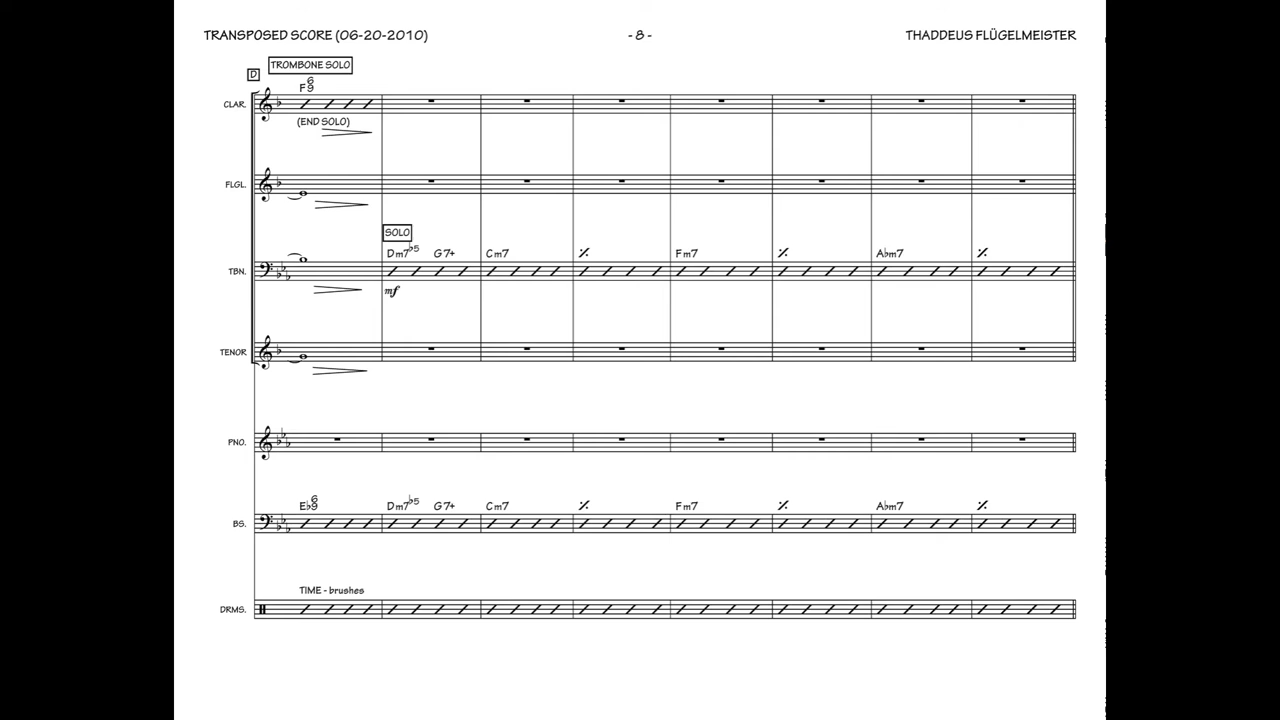 TRANSPOSED SCORE (06-20-2010) - 8 - THADDEUS FLÜGELMEISTER
D TROMBONE SOLO
F 6 9
CLAR.
(END SOLO)
FLGL.
SOLO
Dm7♭5 G7+ Cm7 Fm7 A♭m7
TBN.
mf
TENOR
PNO.
E♭ 6 9 Dm7♭5 G7+ Cm7 Fm7 A♭m7
BS.
TIME - brushes
DRMS.